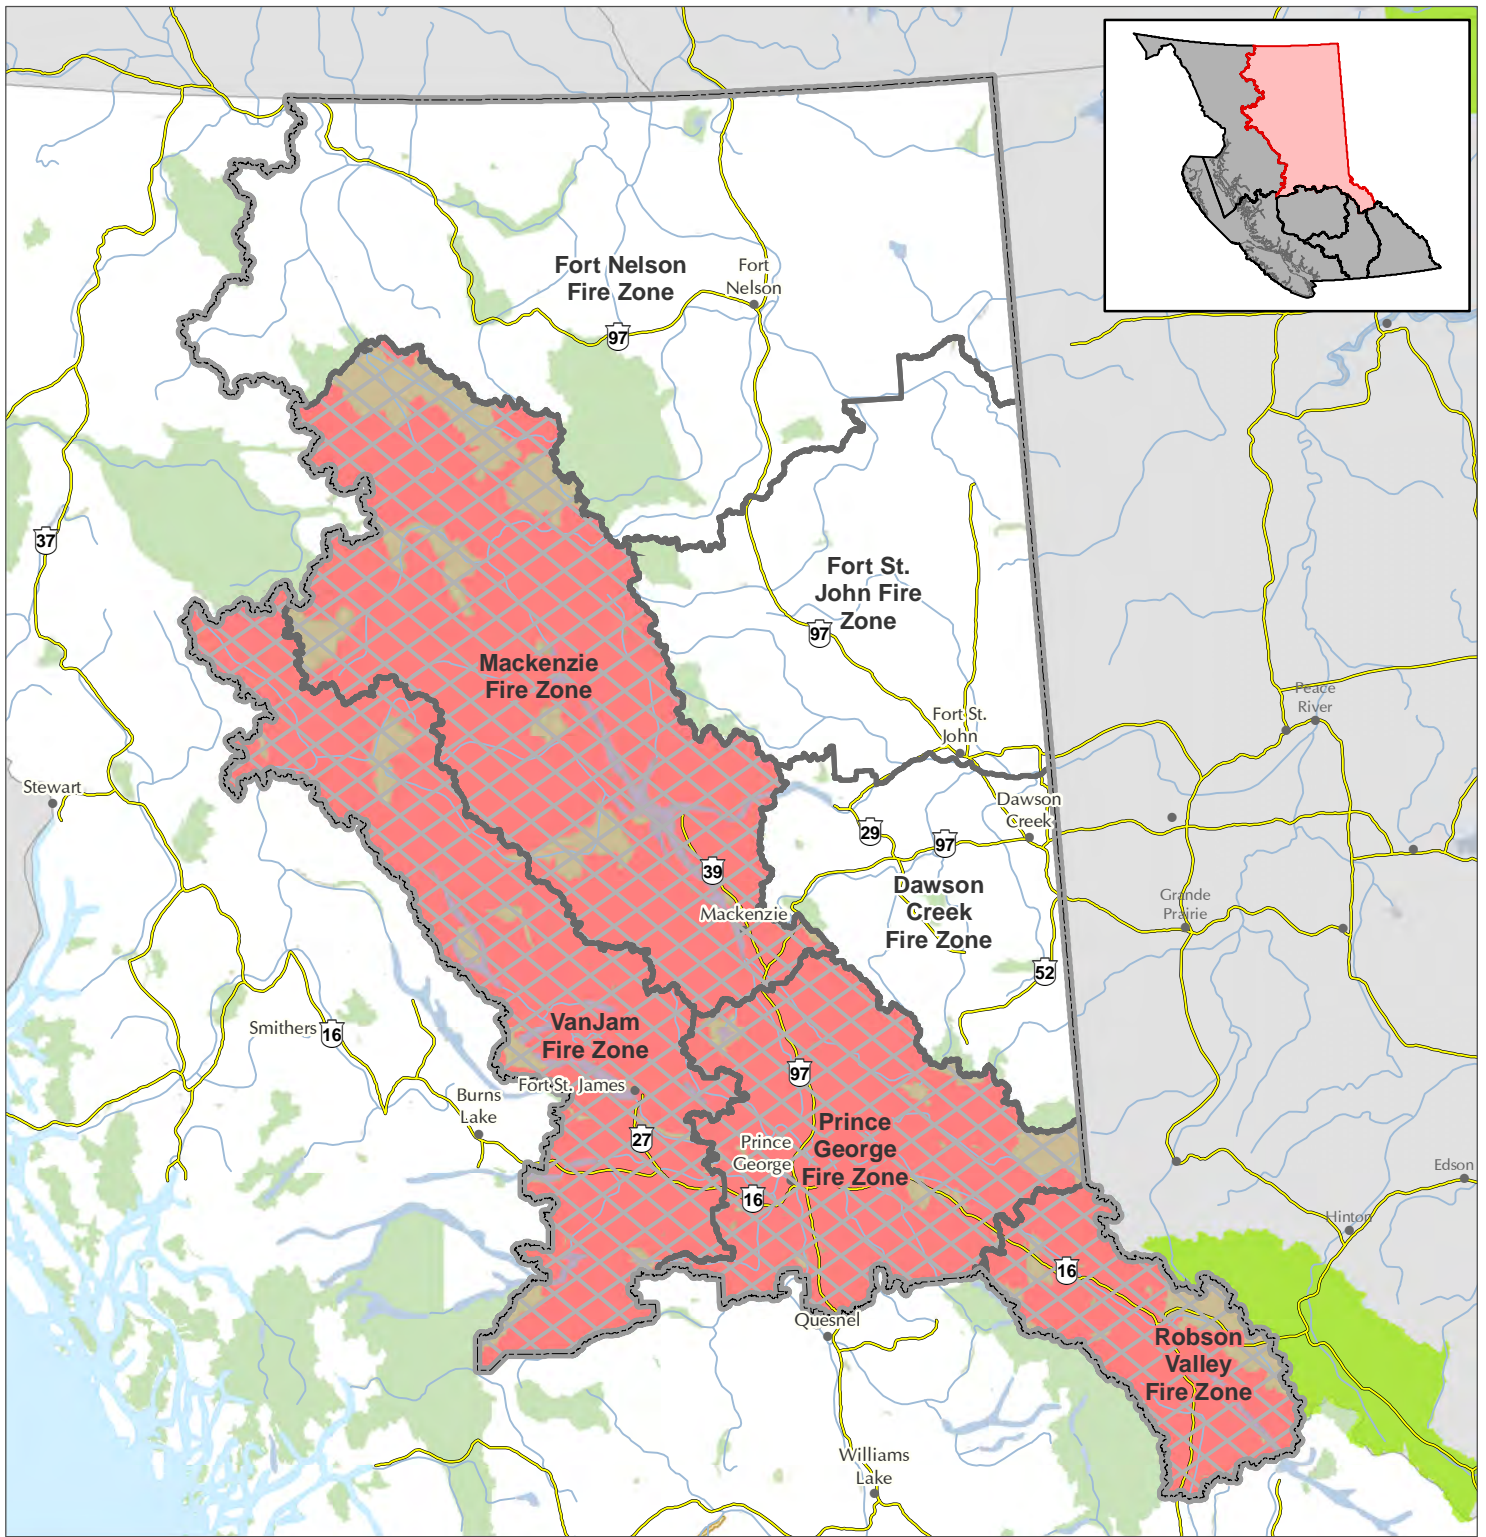 Fort Nelson
Fire Zone
Fort
Nelson
97
37
Fort St.
John Fire
Zone
97
Mackenzie
Fire Zone
Peace
River
Fort St.
John
Stewart
Dawson
Creek
29
97
39
Dawson
Creek
Fire Zone
Mackenzie
Grande
Prairie
52
Smithers
16
VanJam
Fire Zone
Fort St. James
97
Burns
Lake
27
Prince
George
Prince
George
Fire Zone
16
Edson
Hinton
16
Quesnel
Robson
Valley
Fire Zone
Williams
Lake